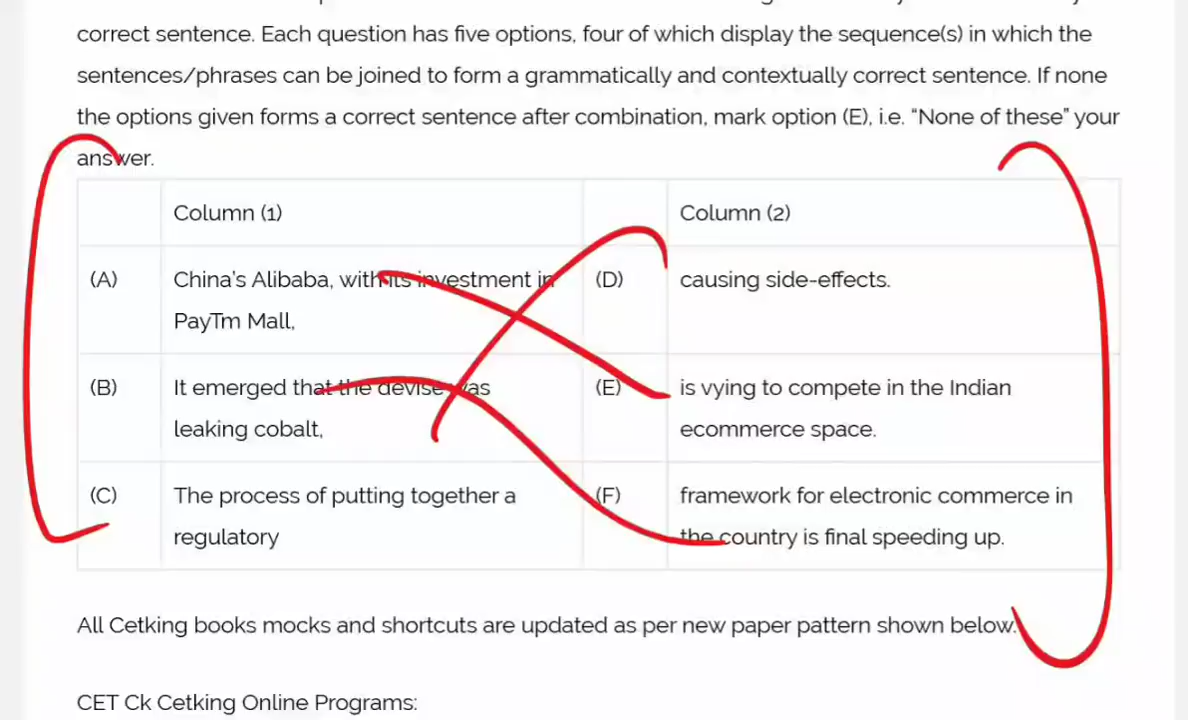 correct sentence. Each question has five options, four of which display the sequence(s) in which the
sentences/phrases can be joined to form a grammatically and contextually correct sentence. If none
the options given forms a correct sentence after combination, mark option (E), i.e. “None of these” your
answer.
Column (1) Column (2)
(A) China's Alibaba, with its investment in (D) causing side-effects.
PayTm Mall,
(B) It emerged that the devise was (E) is vying to compete in the Indian
leaking cobalt, ecommerce space.
(C) The process of putting together a (F) framework for electronic commerce in
regulatory the country is final speeding up.
All Cetking books mocks and shortcuts are updated as per new paper pattern shown below.
CET Ck Cetking Online Programs: